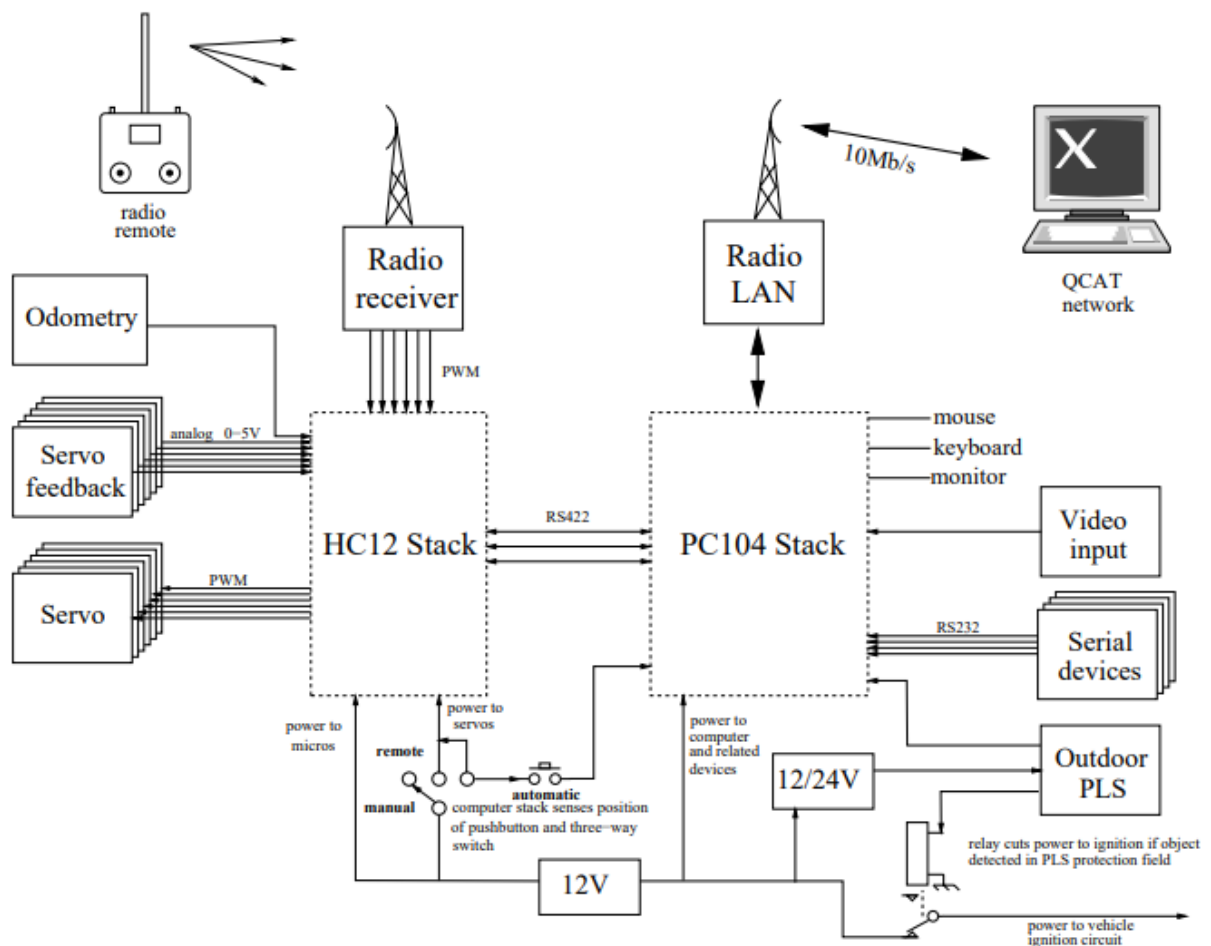 radio
remote
10Mb/s
X
QCAT
network
Radio
receiver
Radio
LAN
Odometry
PWM
mouse
keyboard
monitor
analog 0−5V
Servo
feedback
HC12 Stack
RS422
PC104 Stack
Video
input
PWM
Servo
RS232
Serial
devices
power to
micros
power to
servos
power to
computer
and related
devices
remote
manual
automatic
computer stack senses position
of pushbutton and three−way
switch
12/24V
Outdoor
PLS
relay cuts power to ignition if object
detected in PLS protection field
12V
power to vehicle
ignition circuit